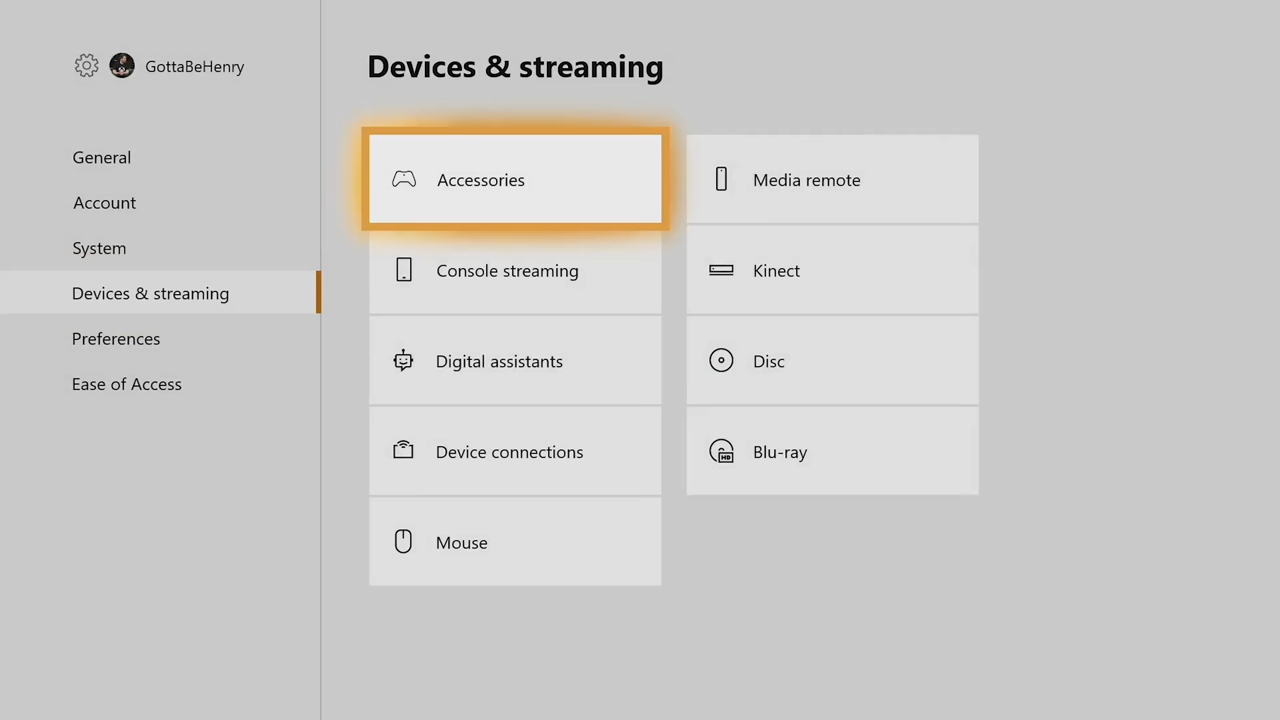 GottaBeHenry
General
Account
System
Devices & streaming
Preferences
Ease of Access
Devices & streaming
Accessories
Console streaming
Digital assistants
Device connections
Mouse
Media remote
Kinect
Disc
HD
Blu-ray